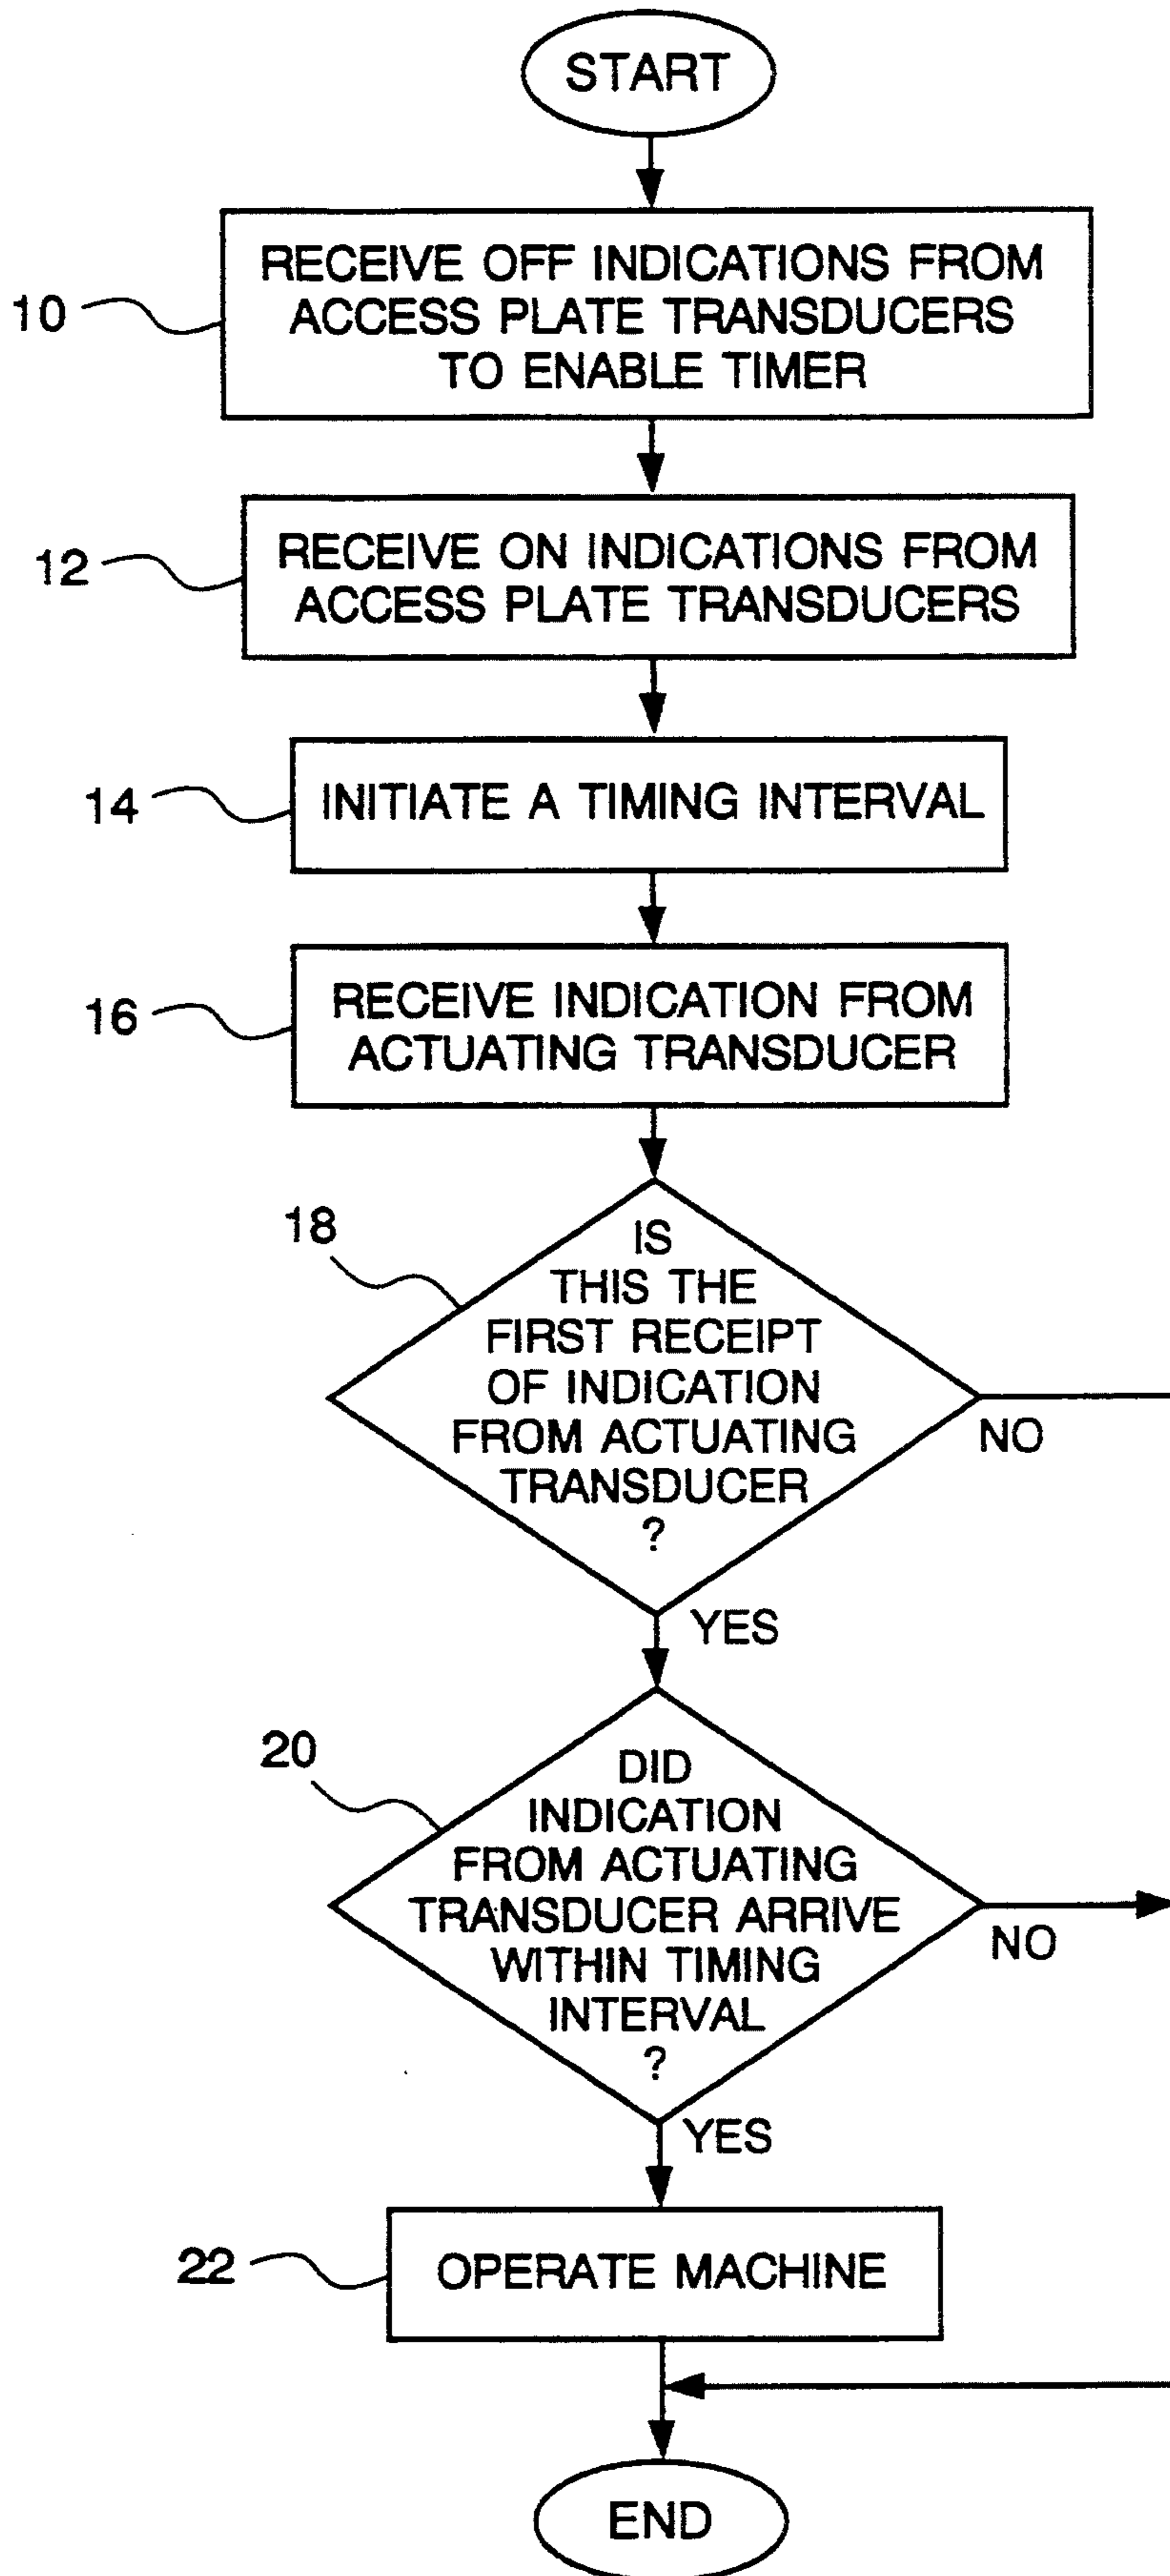 START
RECEIVE OFF INDICATIONS FROM
ACCESS PLATE TRANSDUCERS
TO ENABLE TIMER
10
RECEIVE ON INDICATIONS FROM
ACCESS PLATE TRANSDUCERS
12
INITIATE A TIMING INTERVAL
14
RECEIVE INDICATION FROM
ACTUATING TRANSDUCER
16
18
IS
THIS THE
FIRST RECEIPT
OF INDICATION
FROM ACTUATING
TRANSDUCER
?
NO
YES
20
DID
INDICATION
FROM ACTUATING
TRANSDUCER ARRIVE
WITHIN TIMING
INTERVAL
?
NO
YES
22
OPERATE MACHINE
END